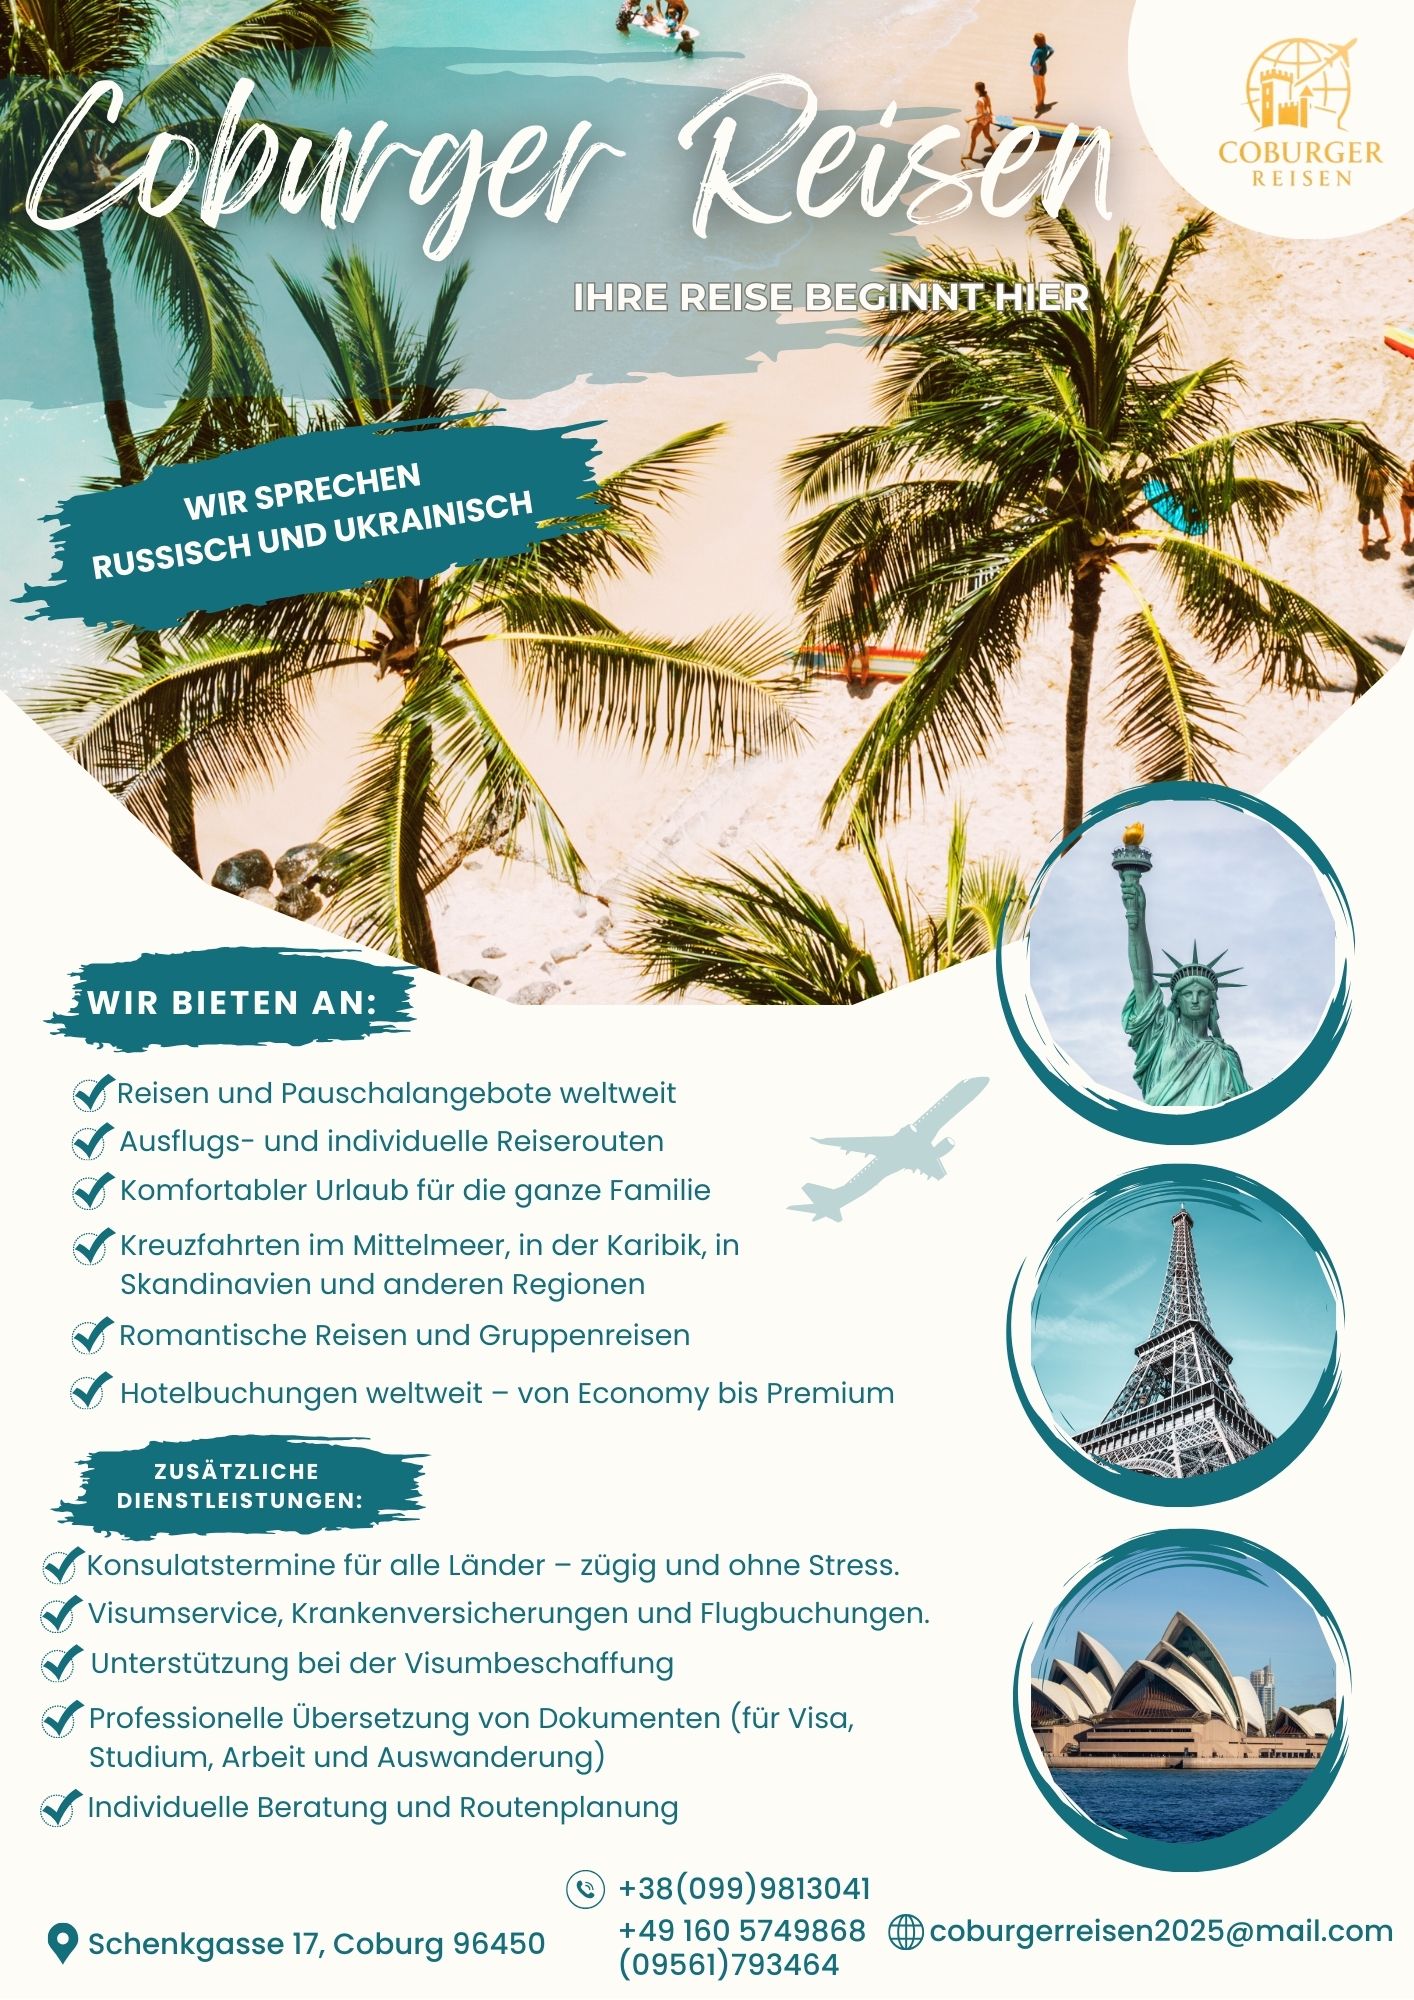 Coburger Reisen
COBURGER
REISEN
IHRE REISE BEGINNT HIER
WIR SPRECHEN
RUSSISCH UND UKRAINISCH
WIR BIETEN AN:
Reisen und Pauschalangebote weltweit
Ausflugs- und individuelle Reiserouten
Komfortabler Urlaub für die ganze Familie
Kreuzfahrten im Mittelmeer, in der Karibik, in
Skandinavien und anderen Regionen
Romantische Reisen und Gruppenreisen
Hotelbuchungen weltweit – von Economy bis Premium
ZUSÄTZLICHE
DIENSTLEISTUNGEN:
Konsulatstermine für alle Länder – zügig und ohne Stress.
Visumservice, Krankenversicherungen und Flugbuchungen.
Unterstützung bei der Visumbeschaffung
Professionelle Übersetzung von Dokumenten (für Visa,
Studium, Arbeit und Auswanderung)
Individuelle Beratung und Routenplanung
Schenkgasse 17, Coburg 96450
+38(099)9813041
+49 160 5749868
(09561)793464
coburgerreisen2025@mail.com